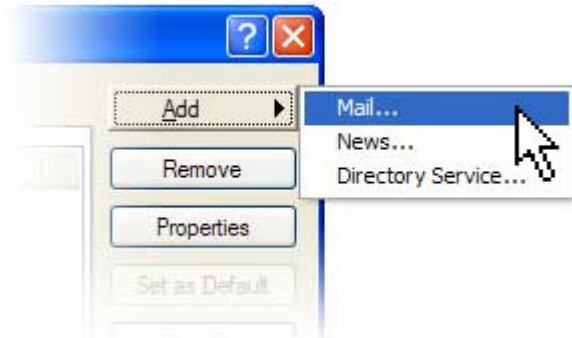 ?
Add
Mail...
News...
Remove
Directory Service...
Properties
Set as Default